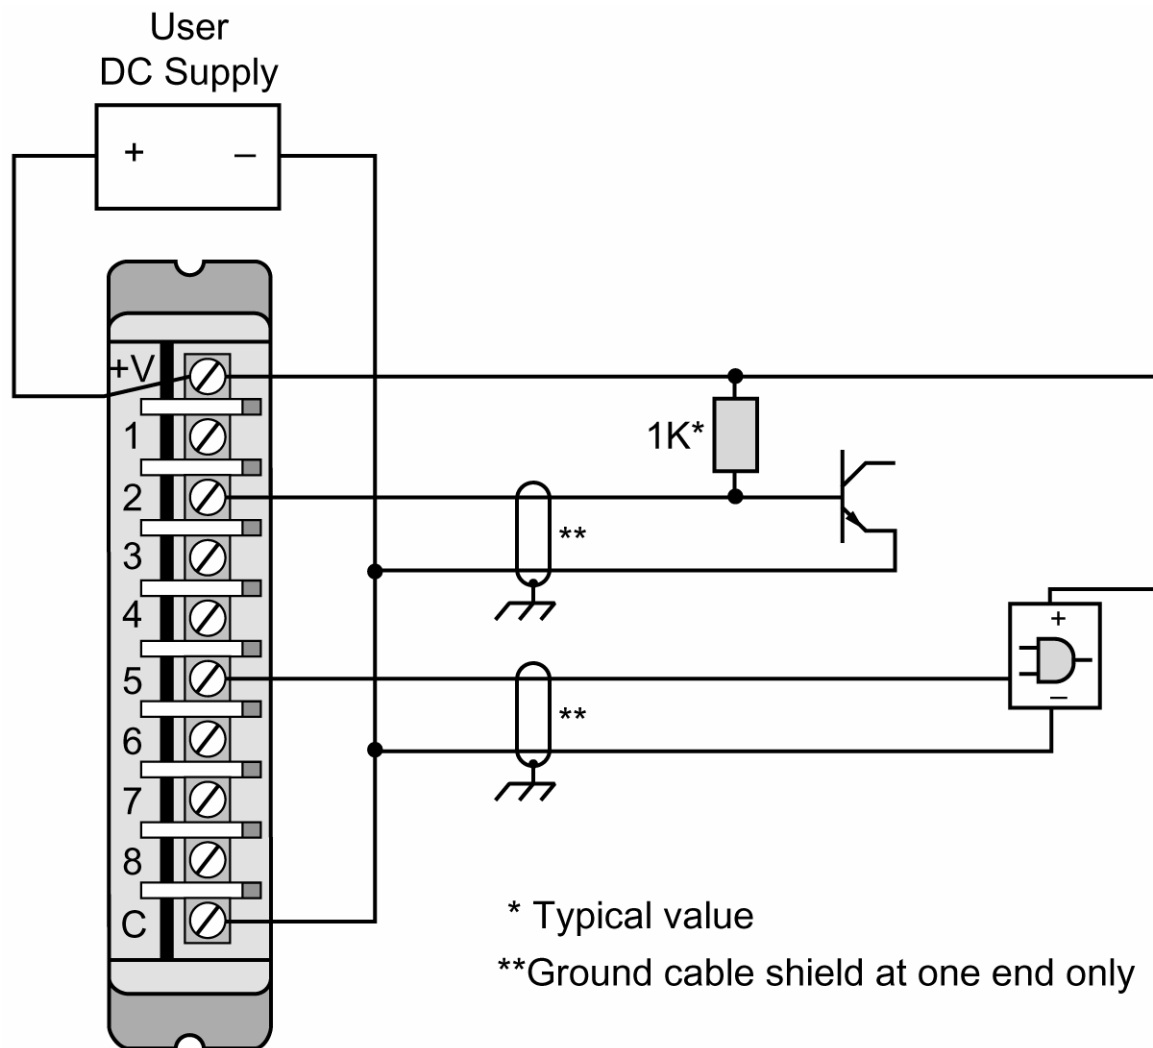 User
DC Supply
+ –
+V
1
1K*
2
**
3
4
+
5
–
**
6
7
8
* Typical value
C
**Ground cable shield at one end only